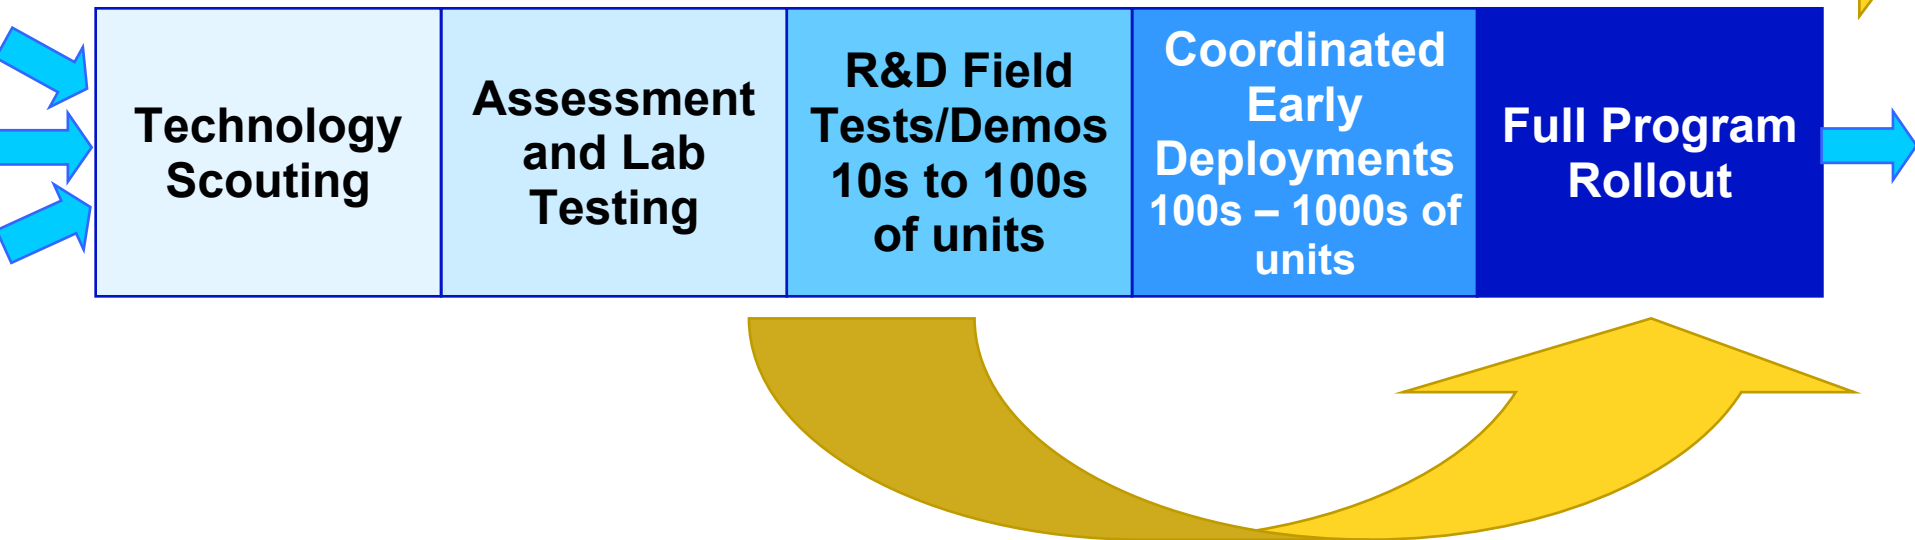 Technology
Scouting
Assessment
and Lab
Testing
R&D Field
Tests/Demos
10s to 100s
of units
Coordinated
Early
Deployments
100s – 1000s of
units
Full Program
Rollout